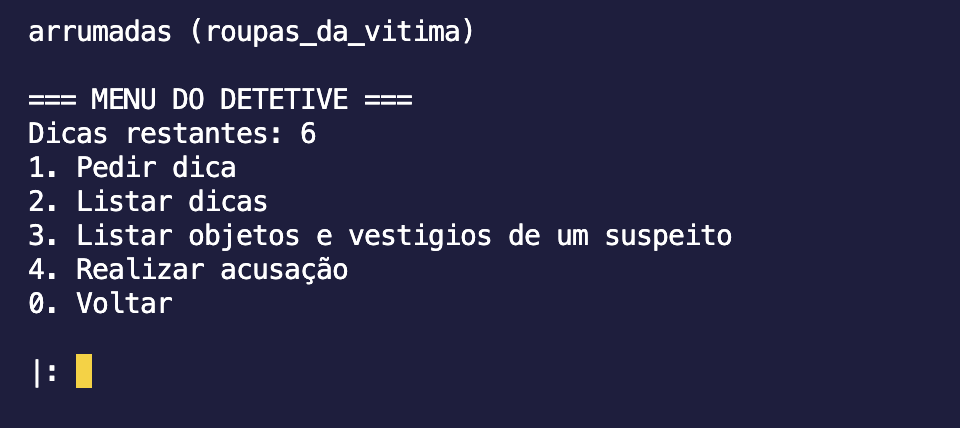 arrumadas (roupas_da_vitima)
=== MENU DO DETETIVE ===
Dicas restantes: 6
1. Pedir dica
2. Listar dicas
3. Listar objetos e vestigios de um suspeito
4. Realizar acusação
0. Voltar
|: